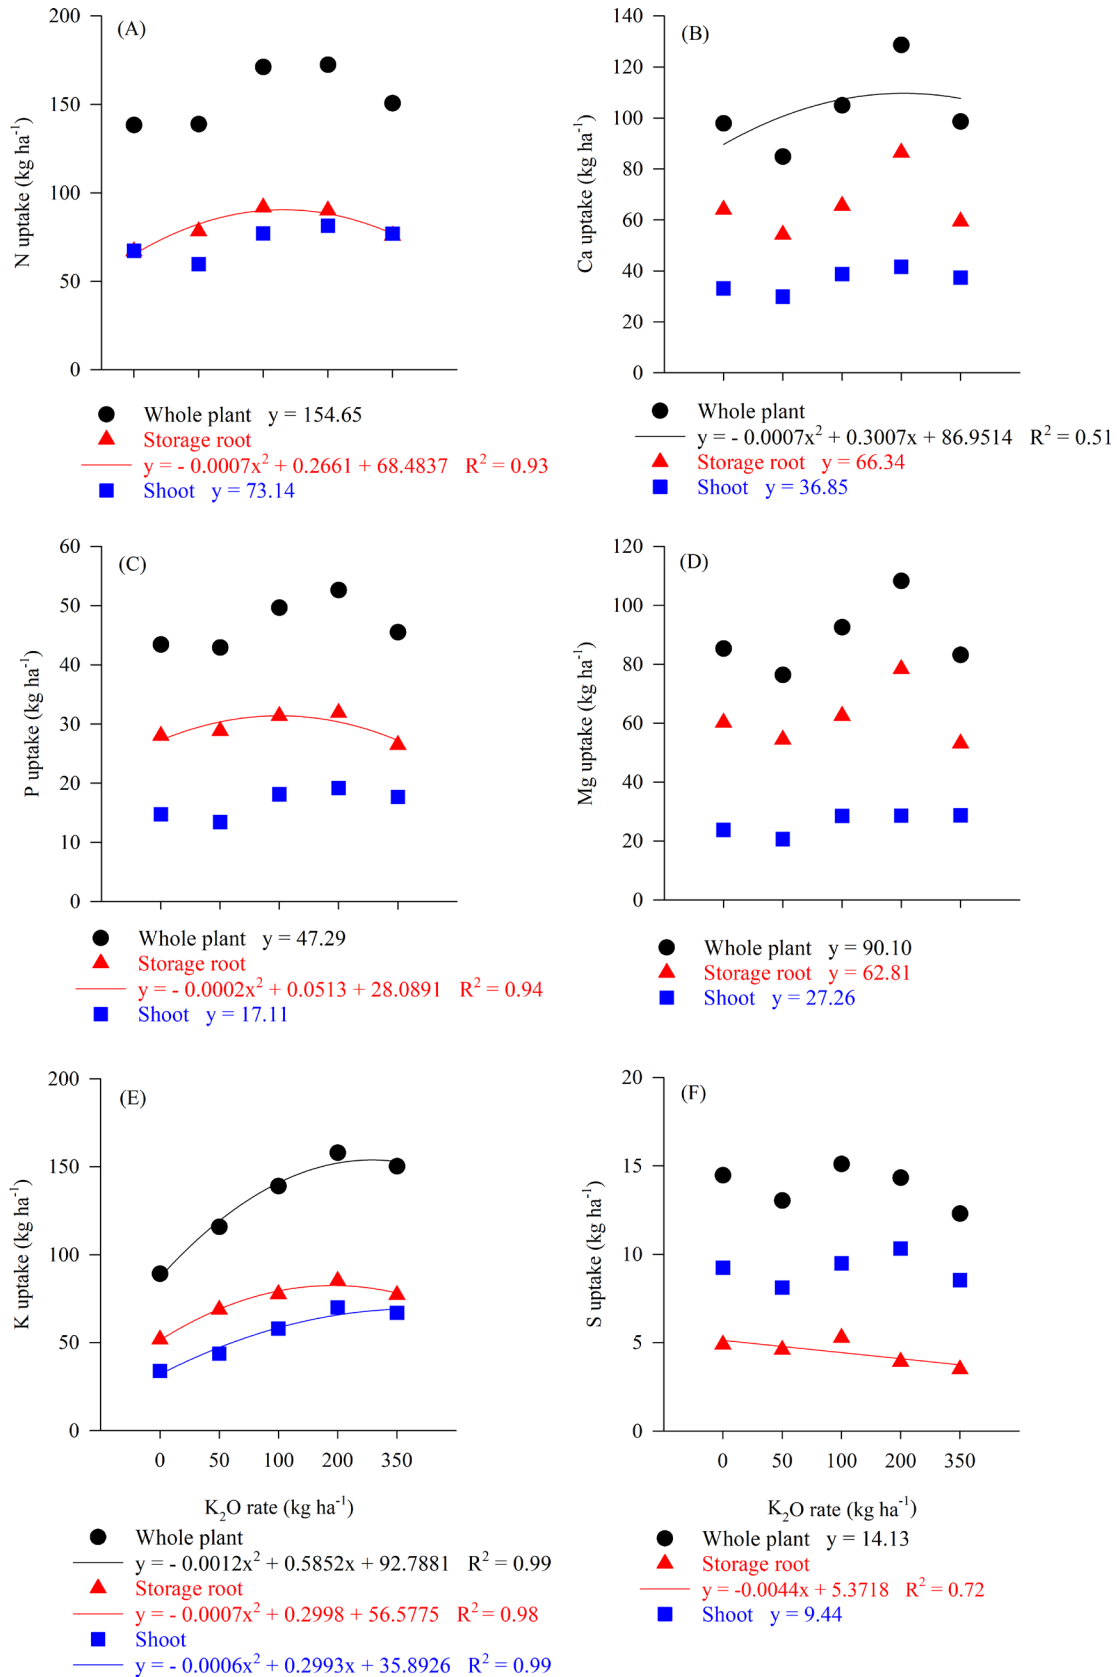 (A)
200
150
100
50
0
N uptake (kg ha⁻¹)
Whole plant y = 154.65
Storage root
y = - 0.0007x² + 0.2661 + 68.4837 R² = 0.93
Shoot y = 73.14
(B)
140
120
100
80
60
40
20
0
Ca uptake (kg ha⁻¹)
Whole plant
y = - 0.0007x² + 0.3007x + 86.9514 R² = 0.51
Storage root y = 66.34
Shoot y = 36.85
(C)
60
50
40
30
20
10
0
P uptake (kg ha⁻¹)
Whole plant y = 47.29
Storage root
y = - 0.0002x² + 0.0513 + 28.0891 R² = 0.94
Shoot y = 17.11
(D)
120
100
80
60
40
20
0
Mg uptake (kg ha⁻¹)
Whole plant y = 90.10
Storage root y = 62.81
Shoot y = 27.26
(E)
200
150
100
50
0
K uptake (kg ha⁻¹)
0 50 100 200 350
K₂O rate (kg ha⁻¹)
Whole plant
y = - 0.0012x² + 0.5852x + 92.7881 R² = 0.99
Storage root
y = - 0.0007x² + 0.2998 + 56.5775 R² = 0.98
Shoot
y = - 0.0006x² + 0.2993x + 35.8926 R² = 0.99
(F)
20
15
10
5
0
S uptake (kg ha⁻¹)
0 50 100 200 350
K₂O rate (kg ha⁻¹)
Whole plant y = 14.13
Storage root
y = -0.0044x + 5.3718 R² = 0.72
Shoot y = 9.44